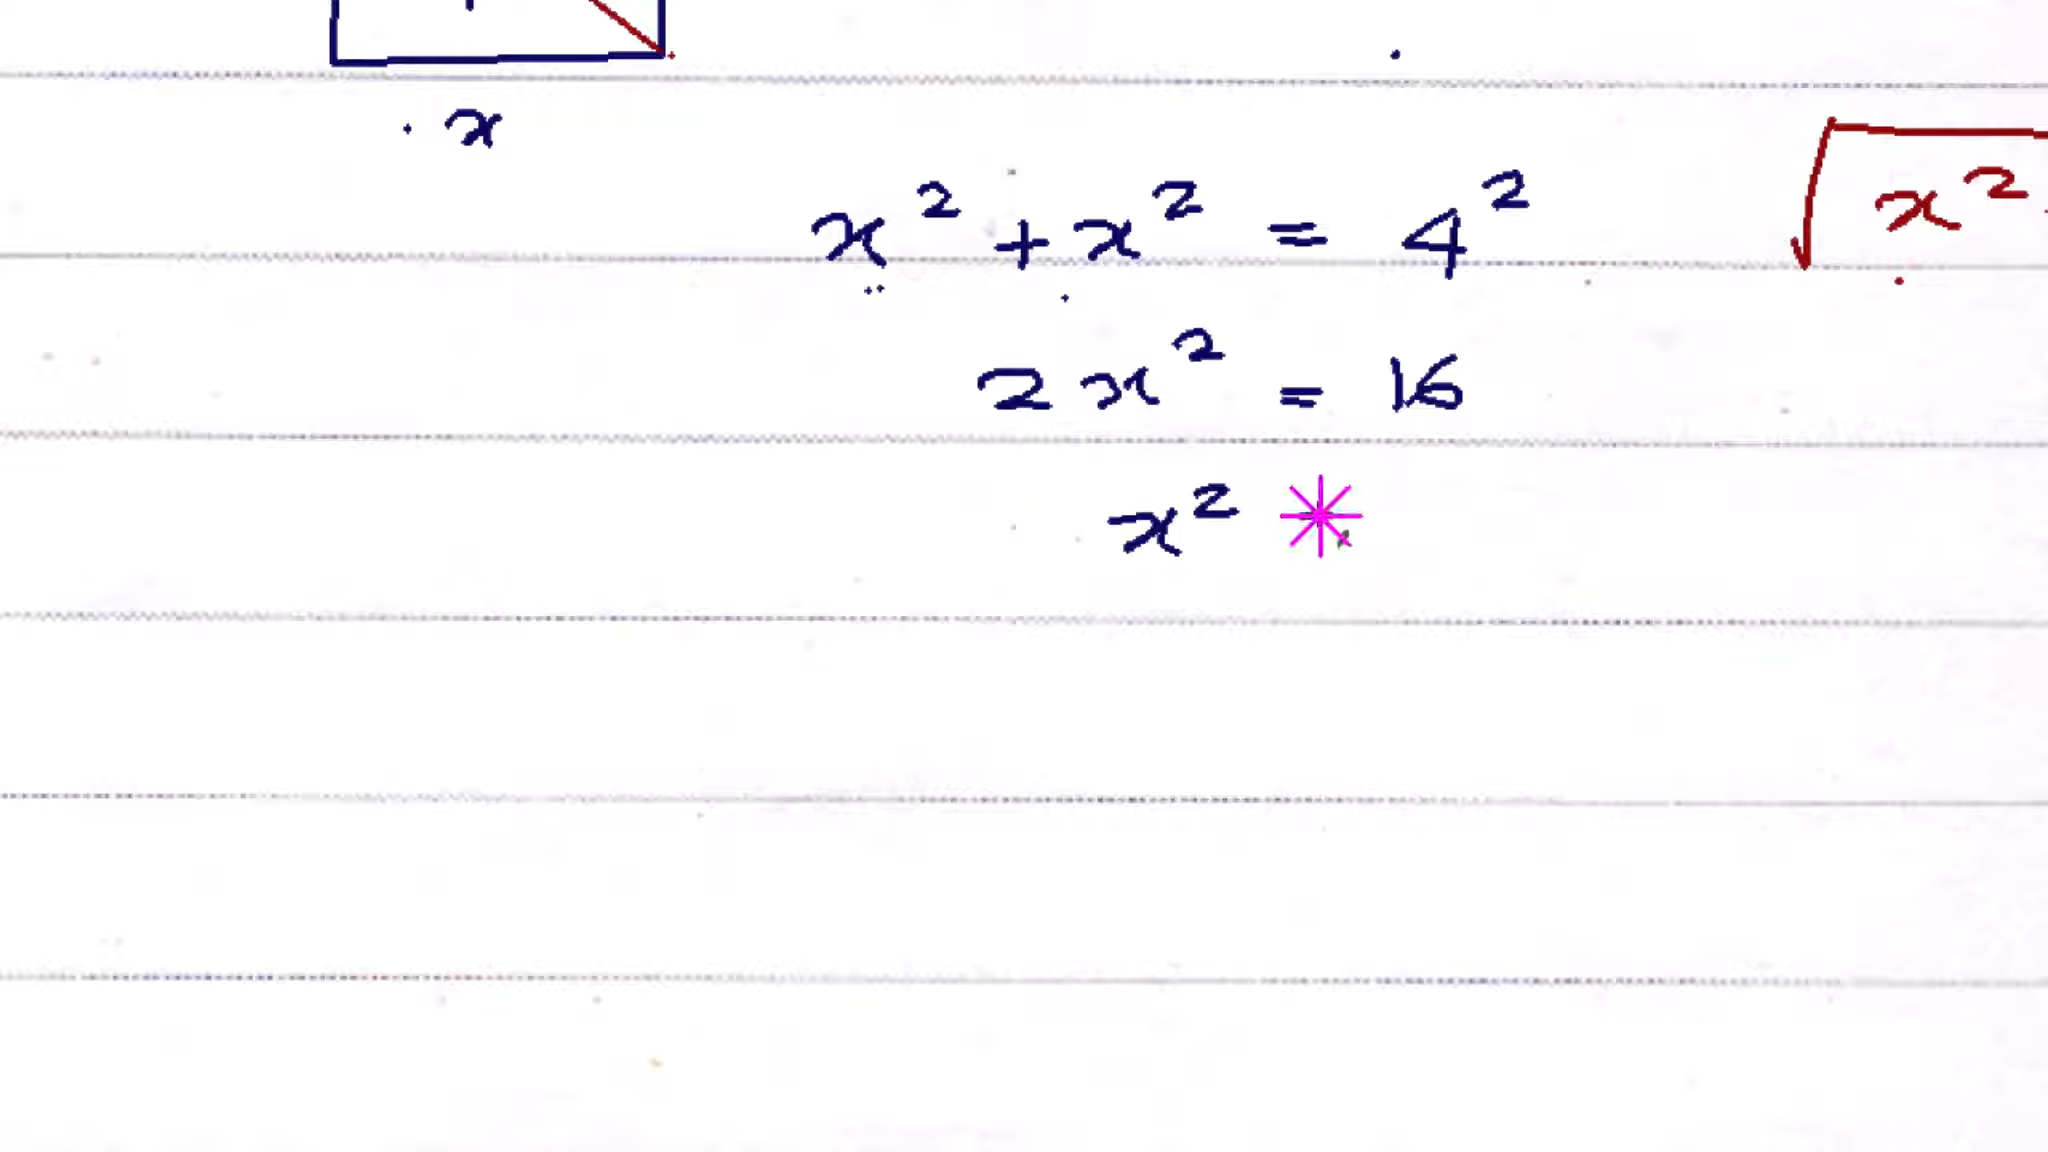 x
x² + x² = 4²
√x²
2x² = 16
x²